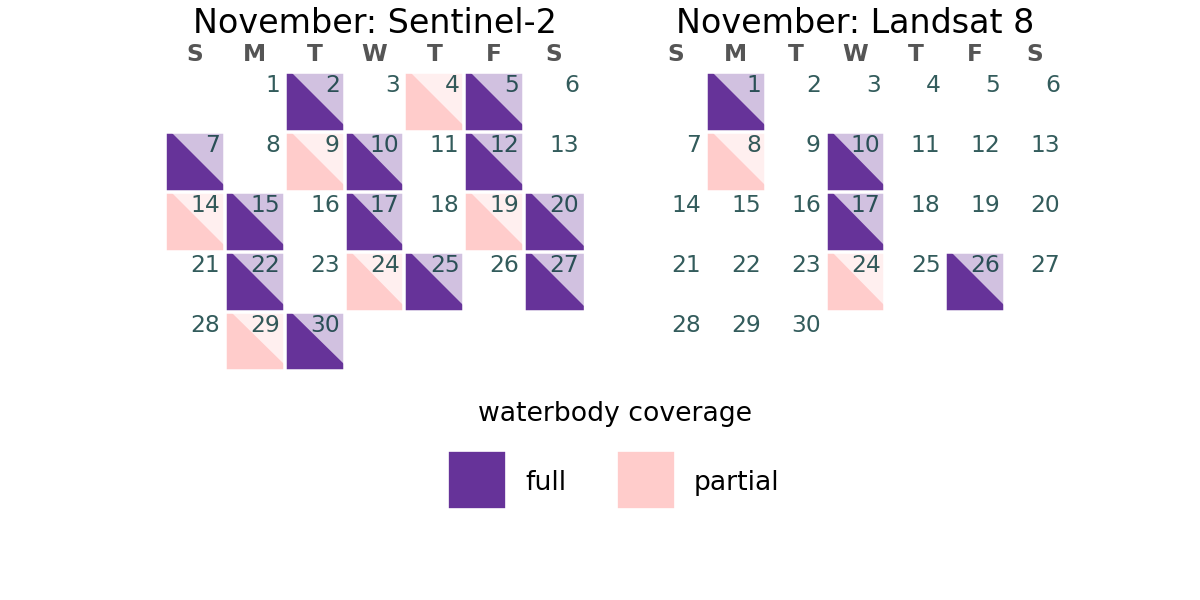 November: Sentinel-2
S M T W T F S
1 2 3 4 5 6
7 8 9 10 11 12 13
14 15 16 17 18 19 20
21 22 23 24 25 26 27
28 29 30
November: Landsat 8
S M T W T F S
1 2 3 4 5 6
7 8 9 10 11 12 13
14 15 16 17 18 19 20
21 22 23 24 25 26 27
28 29 30
waterbody coverage
full partial